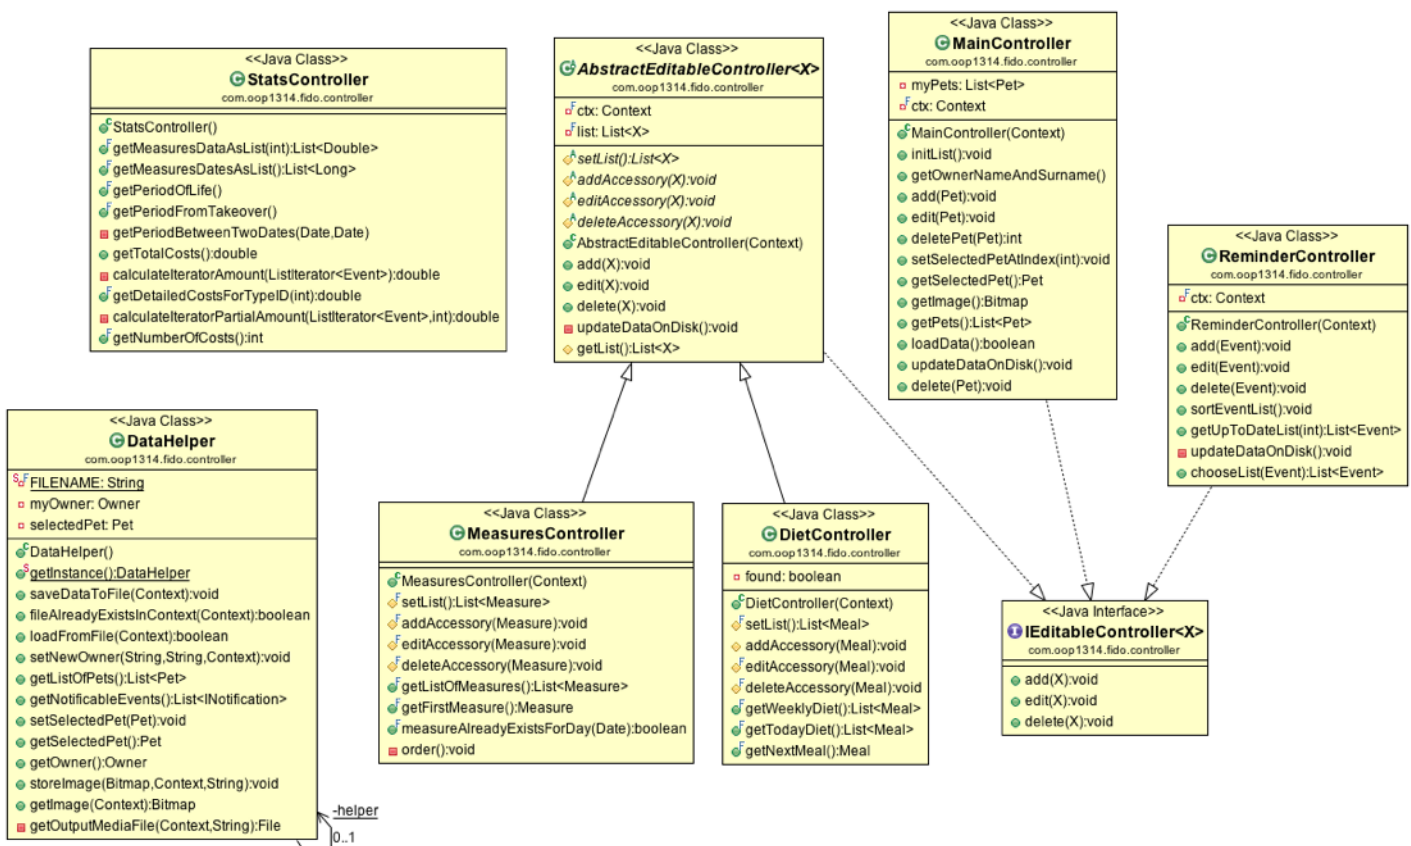 <<Java Class>>
StatsController
com.oop1314.fido.controller
StatsController()
getMeasuresDataAsList(int):List<Double>
getMeasuresDatesAsList():List<Long>
getPeriodOfLife()
getPeriodFromTakeover()
getPeriodBetweenTwoDates(Date,Date)
getTotalCosts():double
calculateIteratorAmount(ListIterator<Event>):double
getDetailedCostsForTypeID(int):double
calculateIteratorPartialAmount(ListIterator<Event>,int):double
getNumberOfCosts():int
<<Java Class>>
AbstractEditableController<X>
com.oop1314.fido.controller
ctx: Context
list: List<X>
setList():List<X>
addAccessory(X):void
editAccessory(X):void
deleteAccessory(X):void
AbstractEditableController(Context)
add(X):void
edit(X):void
delete(X):void
updateDataOnDisk():void
getList():List<X>
<<Java Class>>
MainController
com.oop1314.fido.controller
myPets: List<Pet>
ctx: Context
MainController(Context)
initList():void
getOwnerNameAndSurname()
add(Pet):void
edit(Pet):void
deletePet(Pet):int
setSelectedPetAtIndex(int):void
getSelectedPet():Pet
getImage():Bitmap
getPets():List<Pet>
loadData():boolean
updateDataOnDisk():void
delete(Pet):void
<<Java Class>>
ReminderController
com.oop1314.fido.controller
ctx: Context
ReminderController(Context)
add(Event):void
edit(Event):void
delete(Event):void
sortEventList():void
getUpToDateList(int):List<Event>
updateDataOnDisk():void
chooseList(Event):List<Event>
<<Java Class>>
DataHelper
com.oop1314.fido.controller
FILENAME: String
myOwner: Owner
selectedPet: Pet
DataHelper()
getInstance():DataHelper
saveDataToFile(Context):void
fileAlreadyExistsInContext(Context):boolean
loadFromFile(Context):boolean
setNewOwner(String,String,Context):void
getListOfPets():List<Pet>
getNotificableEvents():List<INotification>
setSelectedPet(Pet):void
getSelectedPet():Pet
getOwner():Owner
storeImage(Bitmap,Context,String):void
getImage(Context):Bitmap
getOutputMediaFile(Context,String):File
-helper
0..1
<<Java Class>>
MeasuresController
com.oop1314.fido.controller
MeasuresController(Context)
setList():List<Measure>
addAccessory(Measure):void
editAccessory(Measure):void
deleteAccessory(Measure):void
getListOfMeasures():List<Measure>
getFirstMeasure():Measure
measureAlreadyExistsForDay(Date):boolean
order():void
<<Java Class>>
DietController
com.oop1314.fido.controller
found: boolean
DietController(Context)
setList():List<Meal>
addAccessory(Meal):void
editAccessory(Meal):void
deleteAccessory(Meal):void
getWeeklyDiet():List<Meal>
getTodayDiet():List<Meal>
getNextMeal():Meal
<<Java Interface>>
IEditableController<X>
com.oop1314.fido.controller
add(X):void
edit(X):void
delete(X):void